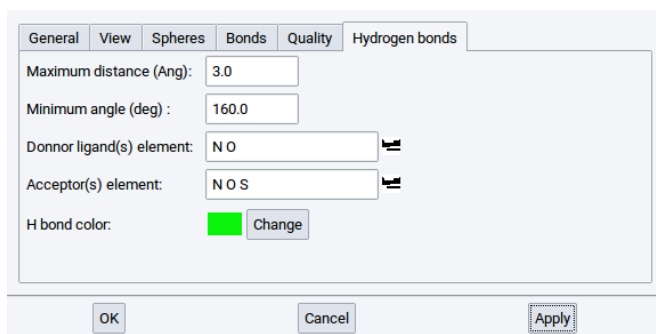 General View Spheres Bonds Quality Hydrogen bonds
Maximum distance (Ang): 3.0
Minimum angle (deg) : 160.0
Donnor ligand(s) element: N O
Acceptor(s) element: N O S
H bond color: Change
OK Cancel Apply